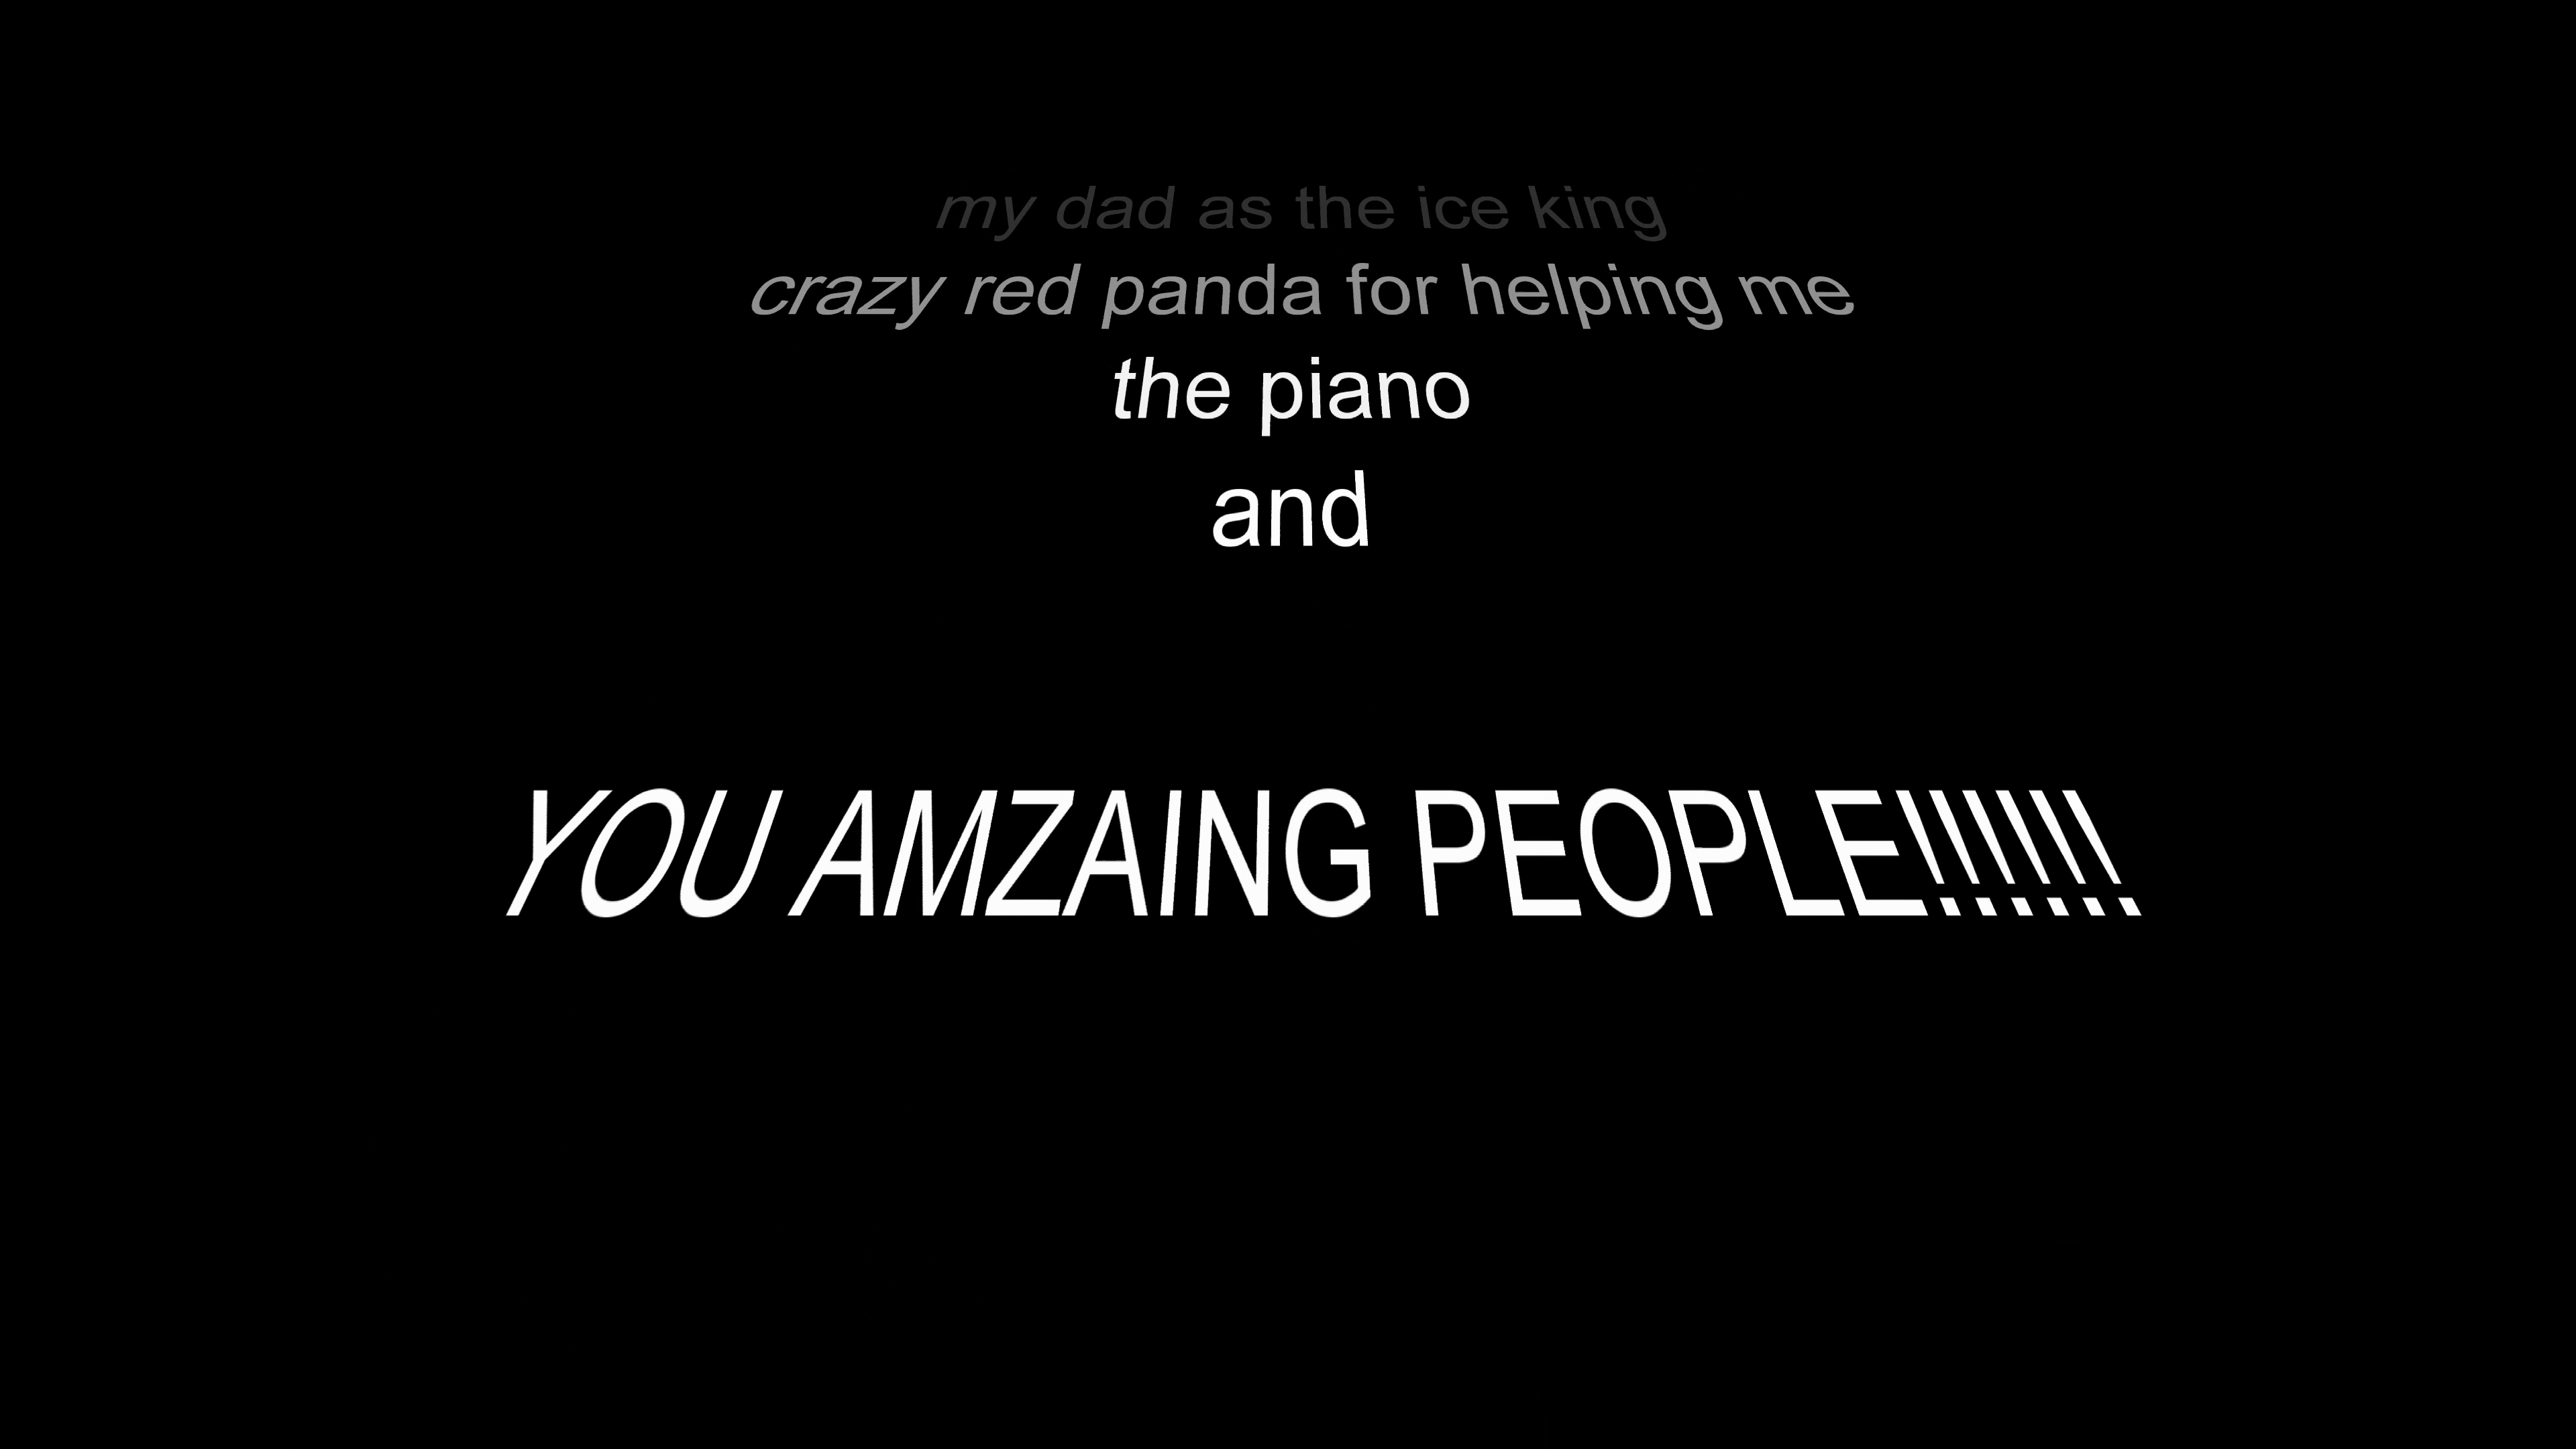 my dad as the ice king
crazy red panda for helping me
the piano
and
YOU AMZAING PEOPLE!!!!!!